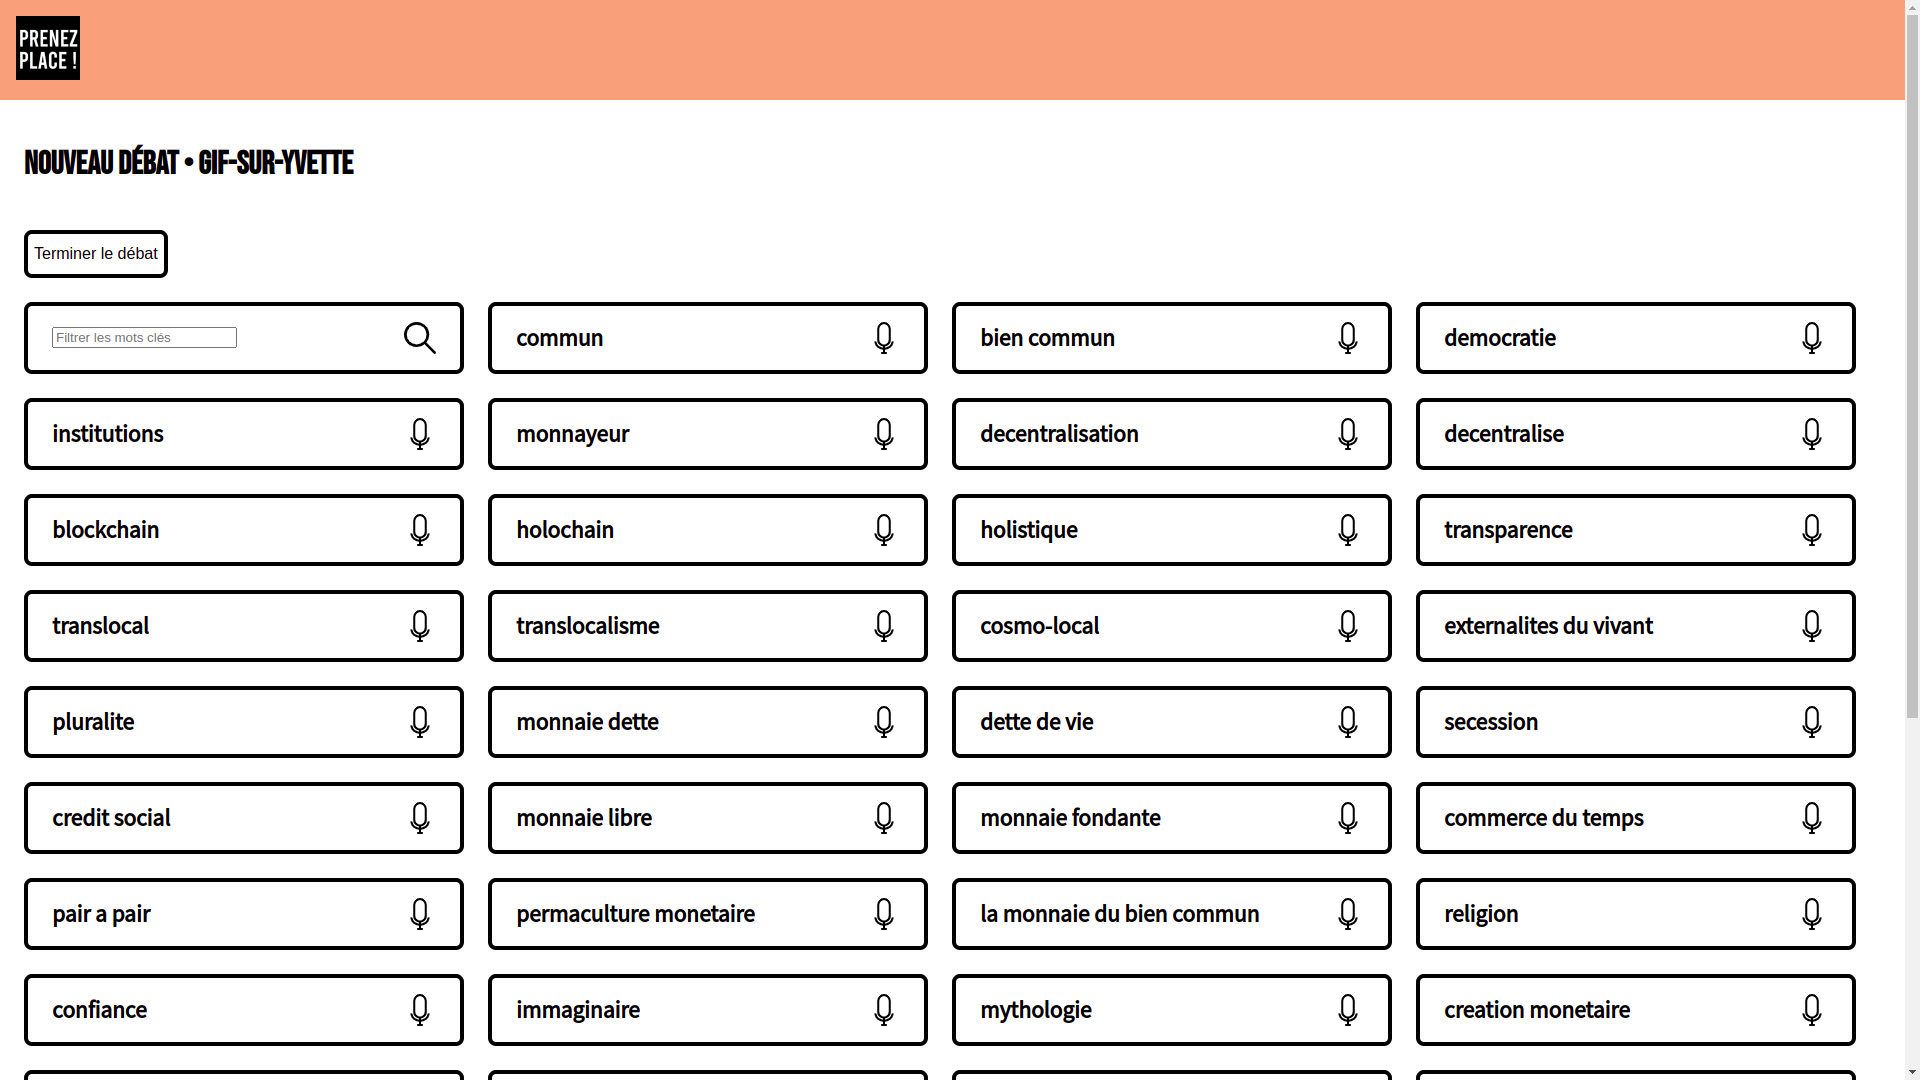 PRENEZ
PLACE !
NOUVEAU DÉBAT • GIF-SUR-YVETTE
Terminer le débat
Filtrer les mots clés
commun
bien commun
democratie
institutions
monnayeur
decentralisation
decentralise
blockchain
holochain
holistique
transparence
translocal
translocalisme
cosmo-local
externalites du vivant
pluralite
monnaie dette
dette de vie
secession
credit social
monnaie libre
monnaie fondante
commerce du temps
pair a pair
permaculture monetaire
la monnaie du bien commun
religion
confiance
immaginaire
mythologie
creation monetaire